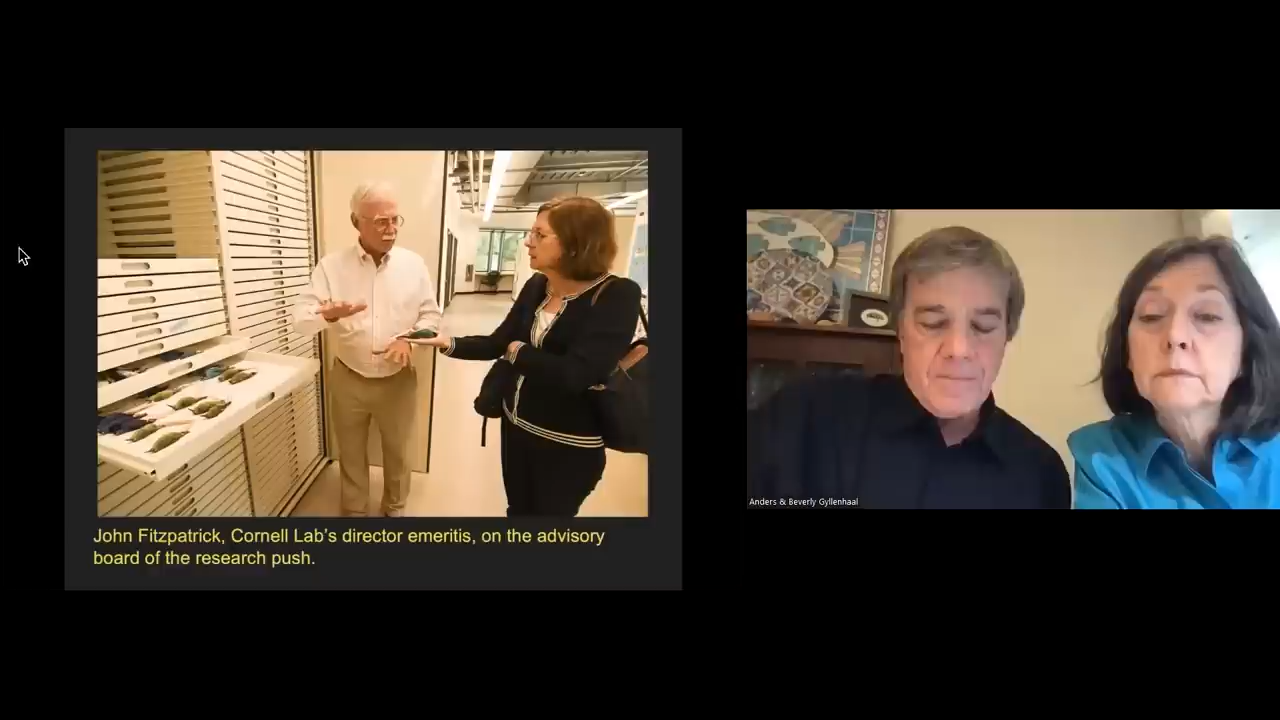 John Fitzpatrick, Cornell Lab's director emeritis, on the advisory
board of the research push.
Anders & Beverly Gyllenhaal